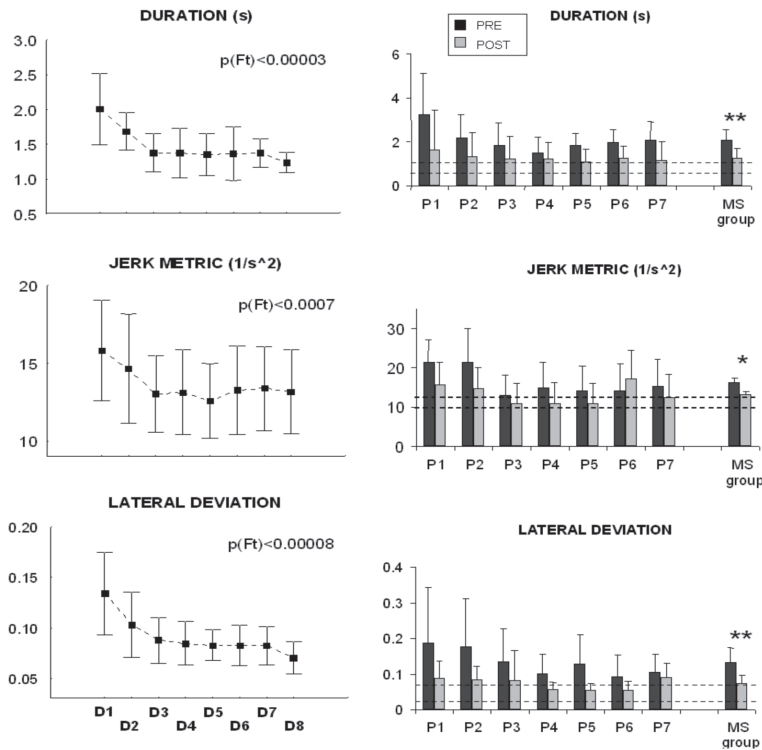 DURATION (s)
3.0
2.5
2.0
1.5
1.0
0.5
p(Ft)<0.00003
JERK METRIC (1/s^2)
20
15
10
p(Ft)<0.0007
LATERAL DEVIATION
0.20
0.15
0.10
0.05
p(Ft)<0.00008
D1 D2 D3 D4 D5 D6 D7 D8
DURATION (s)
PRE
POST
6
4
2
0
**
P1 P2 P3 P4 P5 P6 P7 MS
group
JERK METRIC (1/s^2)
30
20
10
0
*
P1 P2 P3 P4 P5 P6 P7 MS
group
LATERAL DEVIATION
0.4
0.3
0.2
0.1
0
**
P1 P2 P3 P4 P5 P6 P7 MS
group